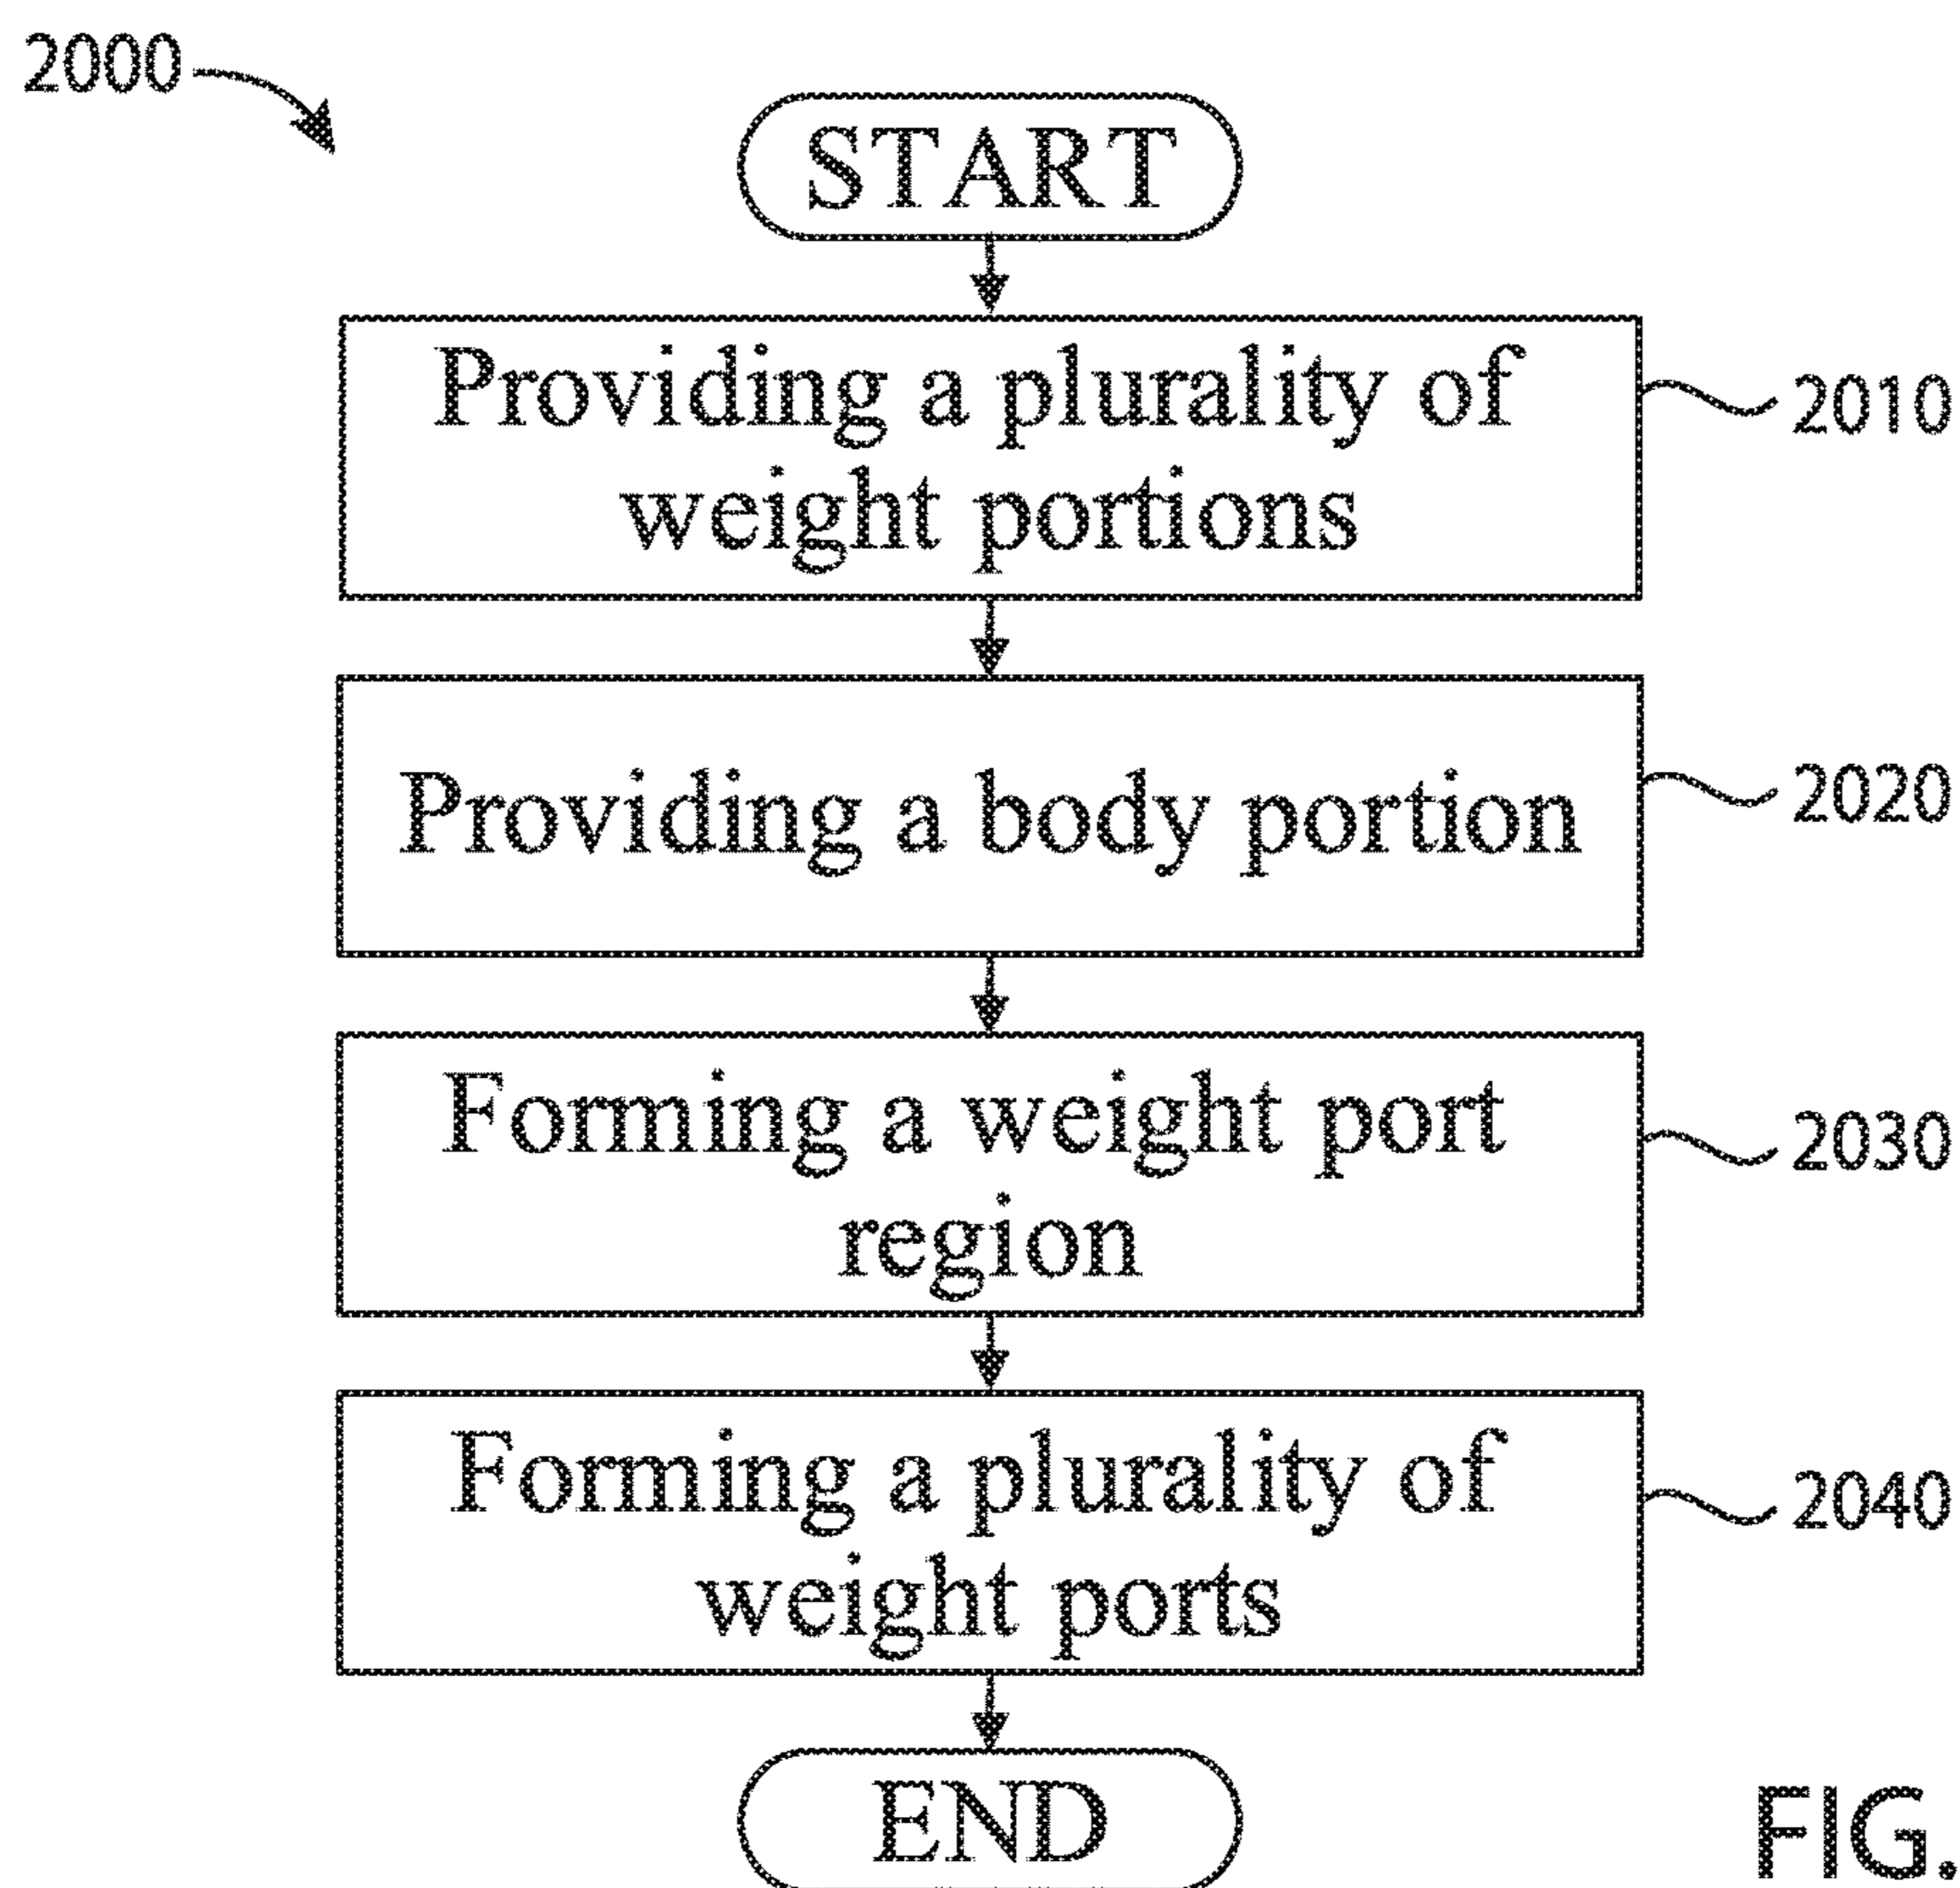 2000
START
Providing a plurality of
weight portions
2010
Providing a body portion
2020
Forming a weight port
region
2030
Forming a plurality of
weight ports
2040
END
FIG.